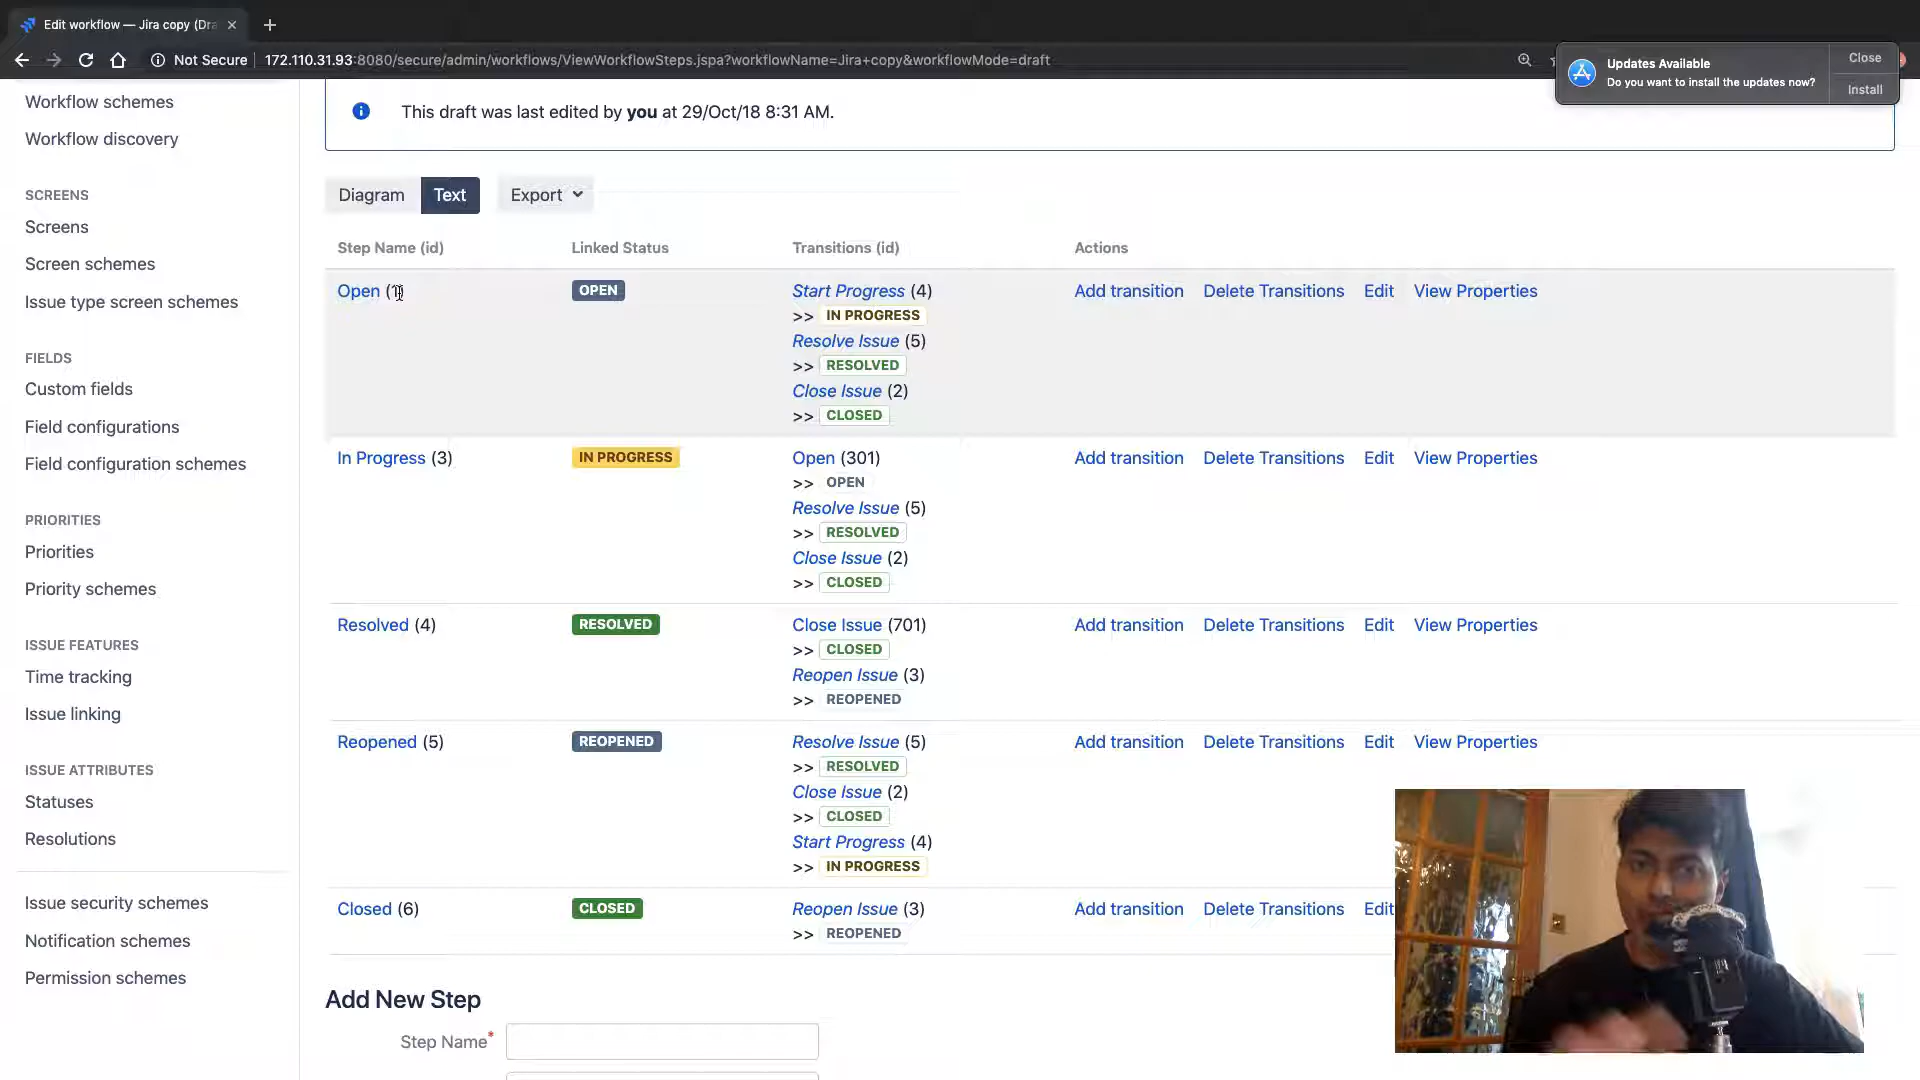 Edit workflow — Jira copy (Dra
Not Secure 172.110.31.93:8080/secure/admin/workflows/ViewWorkflowSteps.jspa?workflowName=Jira+copy&workflowMode=draft
Updates Available
Do you want to install the updates now?
Close
Install
Workflow schemes
Workflow discovery
SCREENS
Screens
Screen schemes
Issue type screen schemes
FIELDS
Custom fields
Field configurations
Field configuration schemes
PRIORITIES
Priorities
Priority schemes
ISSUE FEATURES
Time tracking
Issue linking
ISSUE ATTRIBUTES
Statuses
Resolutions
Issue security schemes
Notification schemes
Permission schemes
This draft was last edited by you at 29/Oct/18 8:31 AM.
Diagram Text Export
Step Name (id) Linked Status Transitions (id) Actions
Open (1) OPEN Start Progress (4) Add transition Delete Transitions Edit View Properties
>> IN PROGRESS
Resolve Issue (5)
>> RESOLVED
Close Issue (2)
>> CLOSED
In Progress (3) IN PROGRESS Open (301) Add transition Delete Transitions Edit View Properties
>> OPEN
Resolve Issue (5)
>> RESOLVED
Close Issue (2)
>> CLOSED
Resolved (4) RESOLVED Close Issue (701) Add transition Delete Transitions Edit View Properties
>> CLOSED
Reopen Issue (3)
>> REOPENED
Reopened (5) REOPENED Resolve Issue (5) Add transition Delete Transitions Edit View Properties
>> RESOLVED
Close Issue (2)
>> CLOSED
Start Progress (4)
>> IN PROGRESS
Closed (6) CLOSED Reopen Issue (3) Add transition Delete Transitions Edit
>> REOPENED
Add New Step
Step Name*